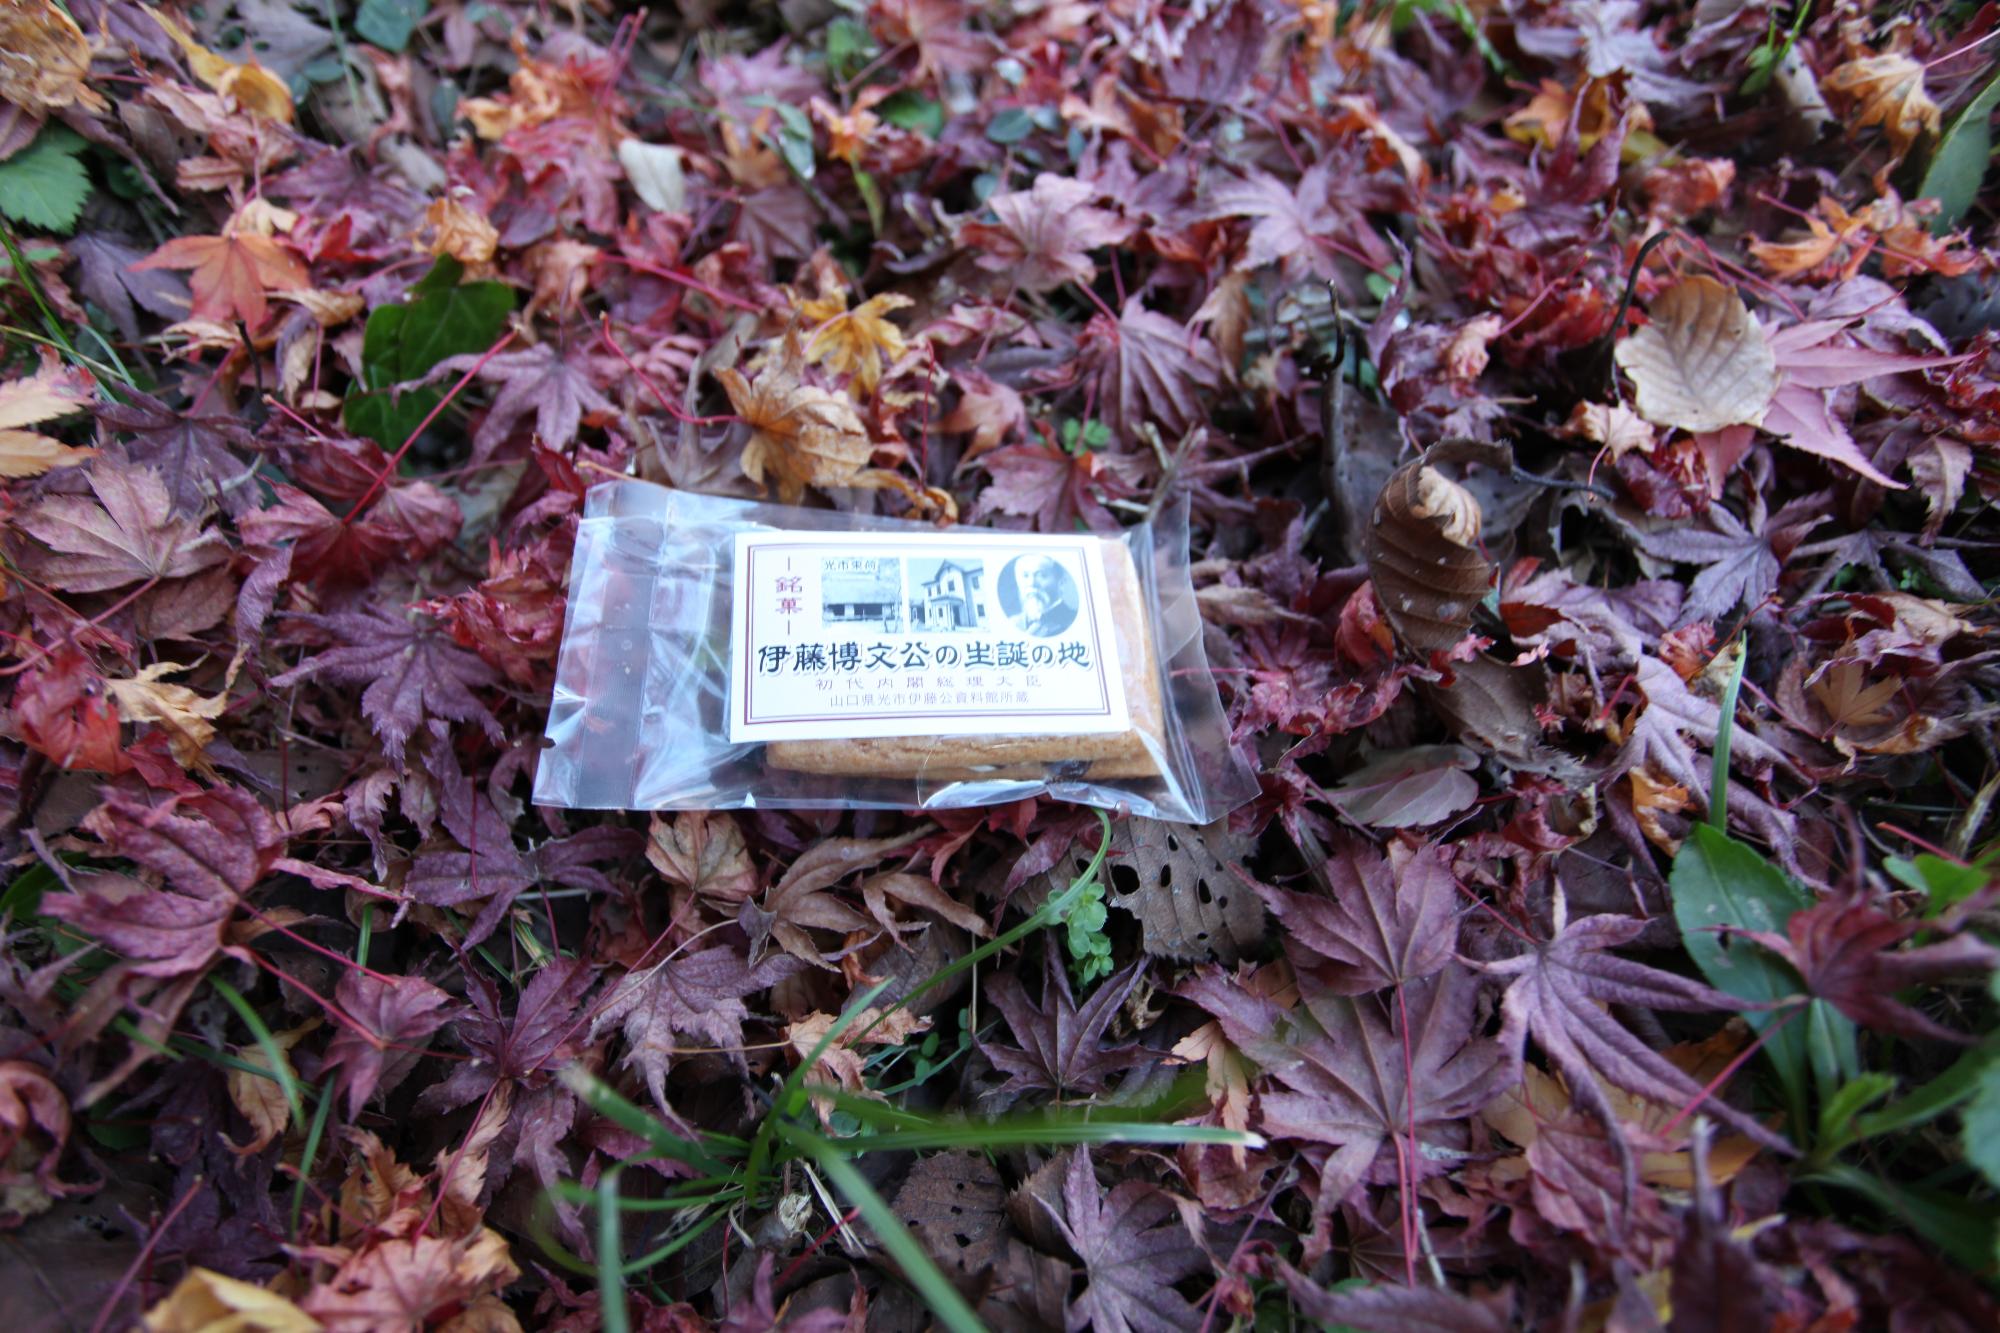 銘菓
光市束荷
伊藤博文公の生誕の地
初代内閣総理大臣
山口県光市伊藤公資料館所蔵